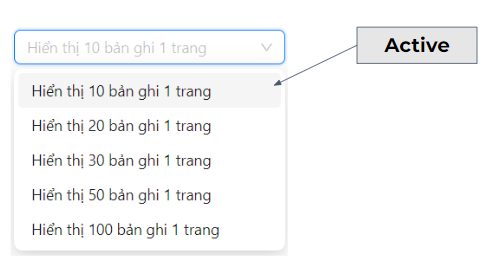 Hiển thị 10 bản ghi 1 trang
Active
Hiển thị 10 bản ghi 1 trang
Hiển thị 20 bản ghi 1 trang
Hiển thị 30 bản ghi 1 trang
Hiển thị 50 bản ghi 1 trang
Hiển thị 100 bản ghi 1 trang